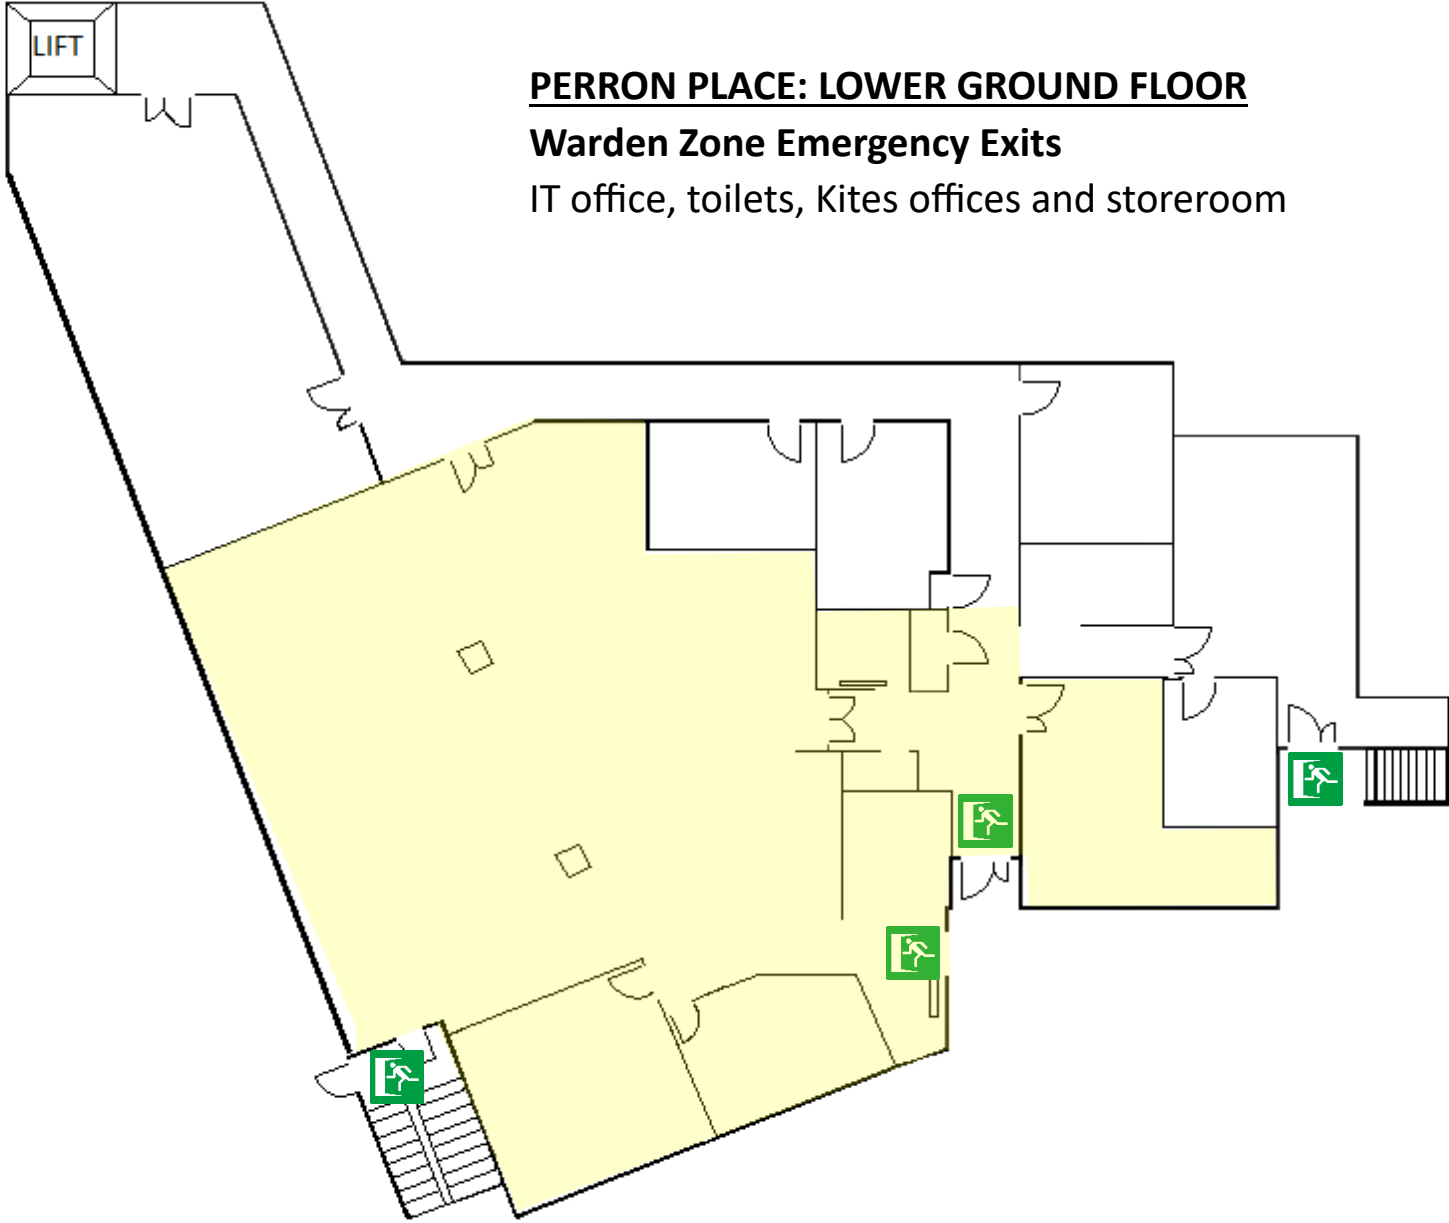 LIFT
PERRON PLACE: LOWER GROUND FLOOR
Warden Zone Emergency Exits
IT office, toilets, Kites offices and storeroom